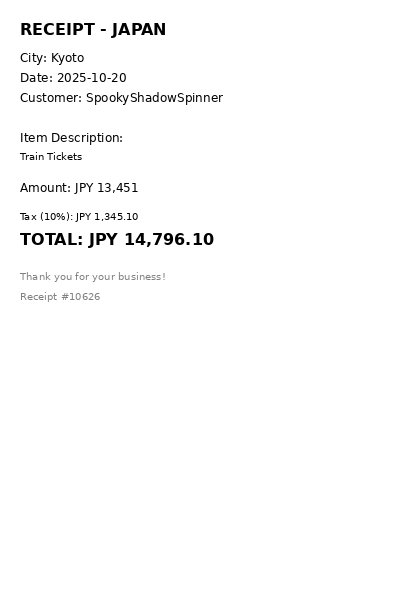 RECEIPT - JAPAN
City: Kyoto
Date: 2025-10-20
Customer: SpookyShadowSpinner
Item Description:
Train Tickets
Amount: JPY 13,451
Tax (10%): JPY 1,345.10
TOTAL: JPY 14,796.10
Thank you for your business!
Receipt #10626